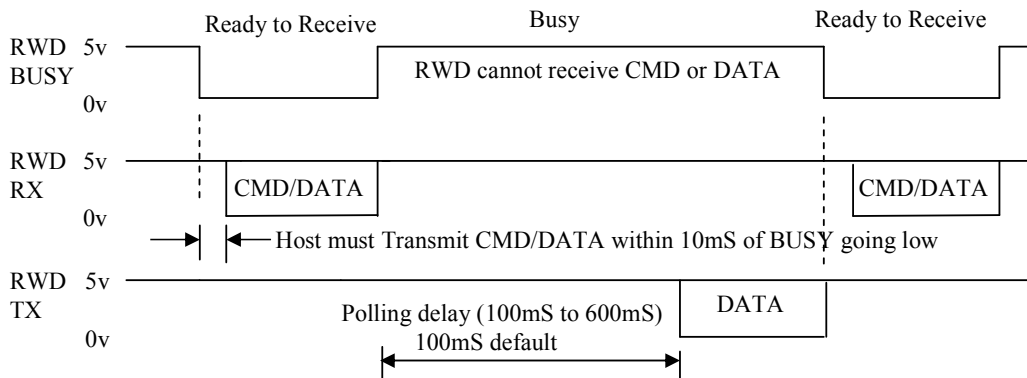 Ready to Receive Busy Ready to Receive
RWD 5v
BUSY
RWD cannot receive CMD or DATA
0v
RWD 5v
RX
CMD/DATA CMD/DATA
0v
Host must Transmit CMD/DATA within 10mS of BUSY going low
RWD 5v
TX
DATA
Polling delay (100mS to 600mS)
0v
100mS default